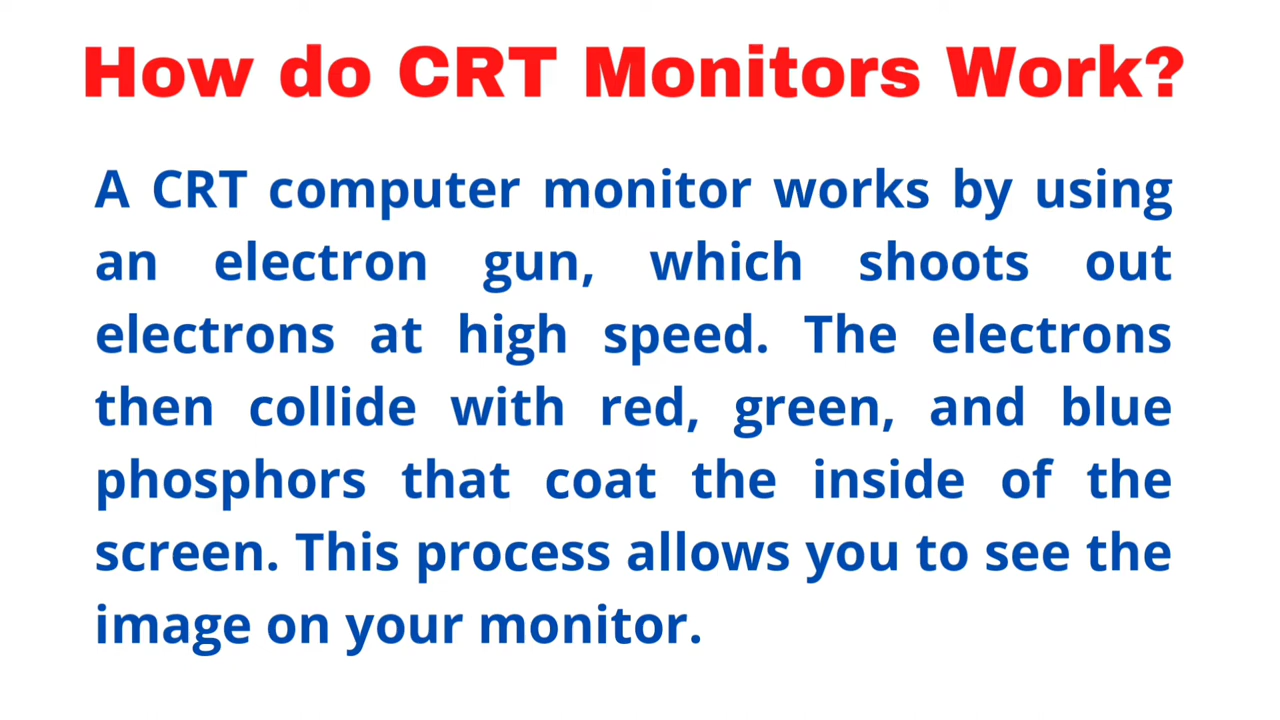 How do CRT Monitors Work?
A CRT computer monitor works by using
an electron gun, which shoots out
electrons at high speed. The electrons
then collide with red, green, and blue
phosphors that coat the inside of the
screen. This process allows you to see the
image on your monitor.